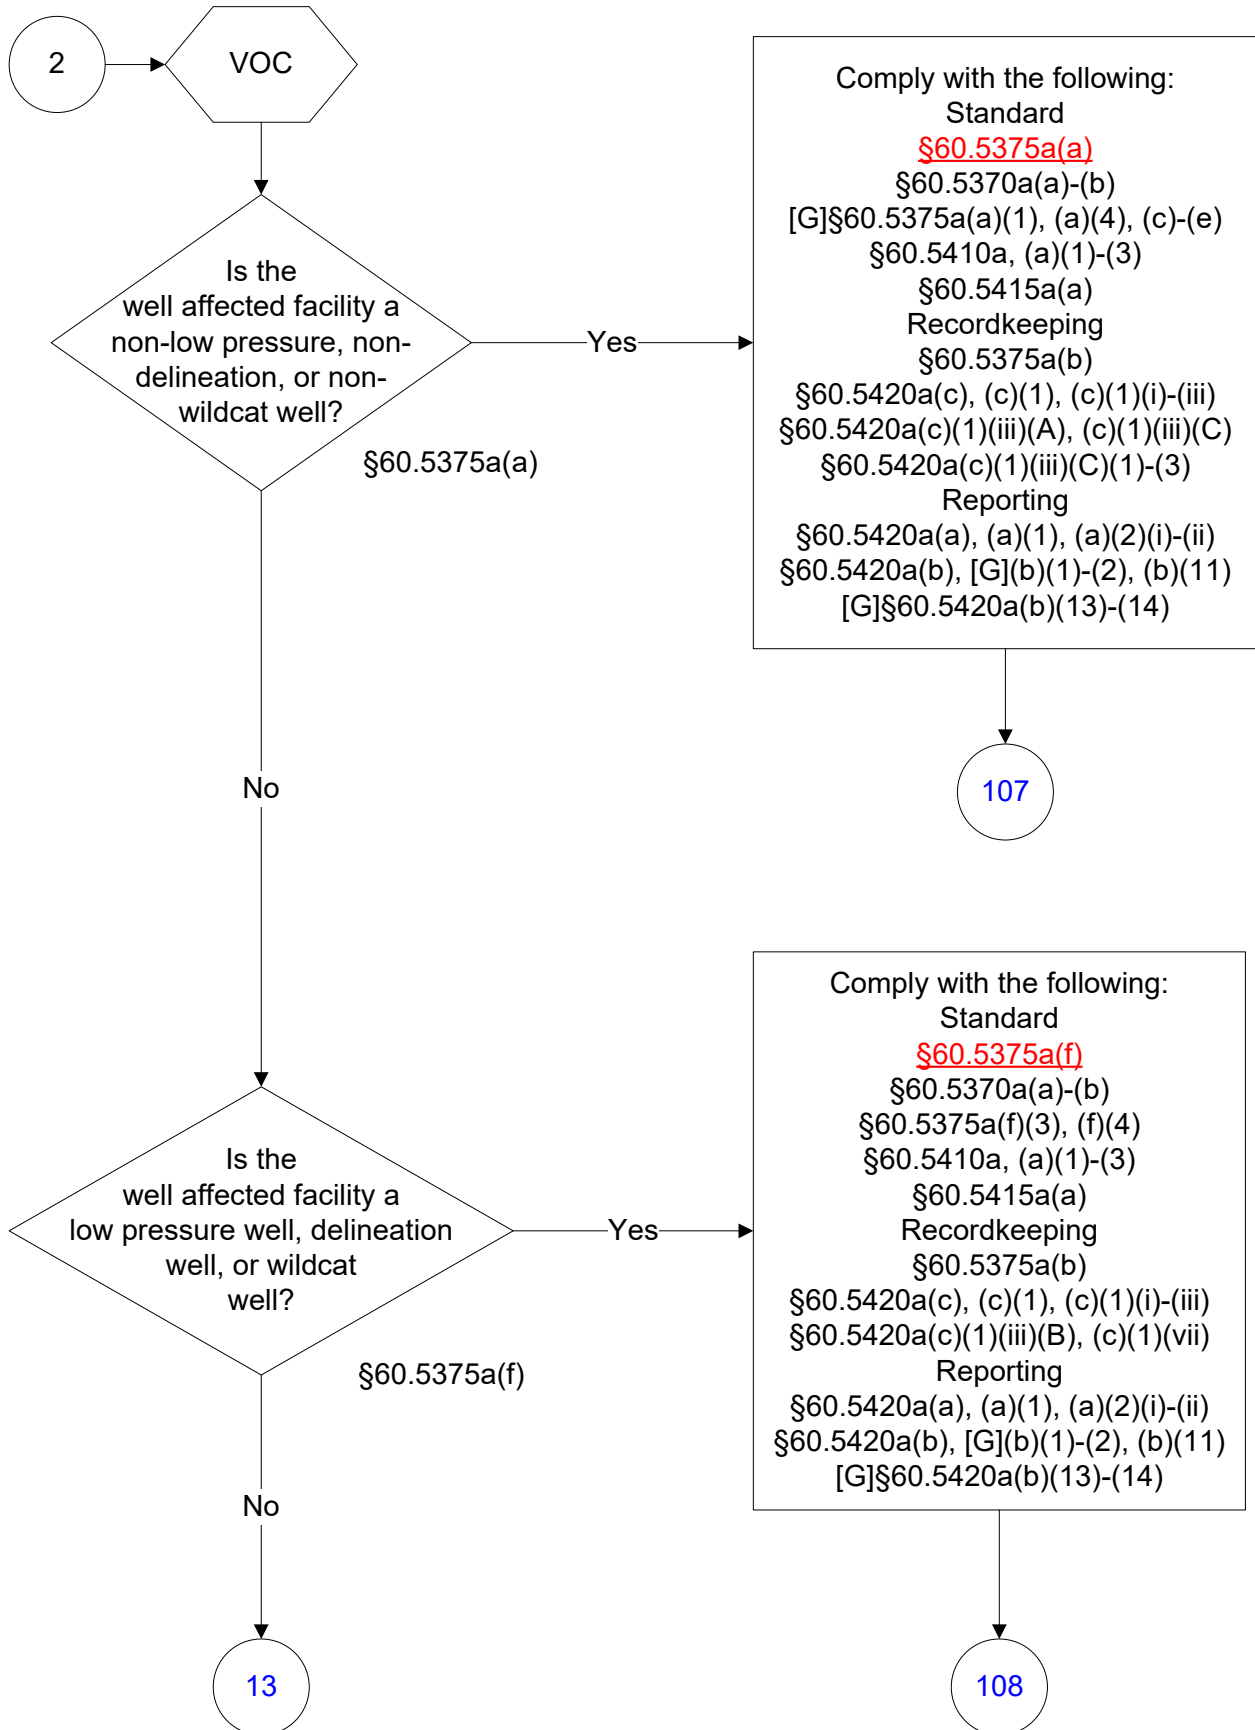 2
VOC
Is the
well affected facility a
non-low pressure, non-
delineation, or non-
wildcat well?
§60.5375a(a)
Yes
Comply with the following:
Standard
§60.5375a(a)
§60.5370a(a)-(b)
[G]§60.5375a(a)(1), (a)(4), (c)-(e)
§60.5410a, (a)(1)-(3)
§60.5415a(a)
Recordkeeping
§60.5375a(b)
§60.5420a(c), (c)(1), (c)(1)(i)-(iii)
§60.5420a(c)(1)(iii)(A), (c)(1)(iii)(C)
§60.5420a(c)(1)(iii)(C)(1)-(3)
Reporting
§60.5420a(a), (a)(1), (a)(2)(i)-(ii)
§60.5420a(b), [G](b)(1)-(2), (b)(11)
[G]§60.5420a(b)(13)-(14)
107
No
Is the
well affected facility a
low pressure well, delineation
well, or wildcat
well?
§60.5375a(f)
Yes
Comply with the following:
Standard
§60.5375a(f)
§60.5370a(a)-(b)
§60.5375a(f)(3), (f)(4)
§60.5410a, (a)(1)-(3)
§60.5415a(a)
Recordkeeping
§60.5375a(b)
§60.5420a(c), (c)(1), (c)(1)(i)-(iii)
§60.5420a(c)(1)(iii)(B), (c)(1)(vii)
Reporting
§60.5420a(a), (a)(1), (a)(2)(i)-(ii)
§60.5420a(b), [G](b)(1)-(2), (b)(11)
[G]§60.5420a(b)(13)-(14)
No
13
108